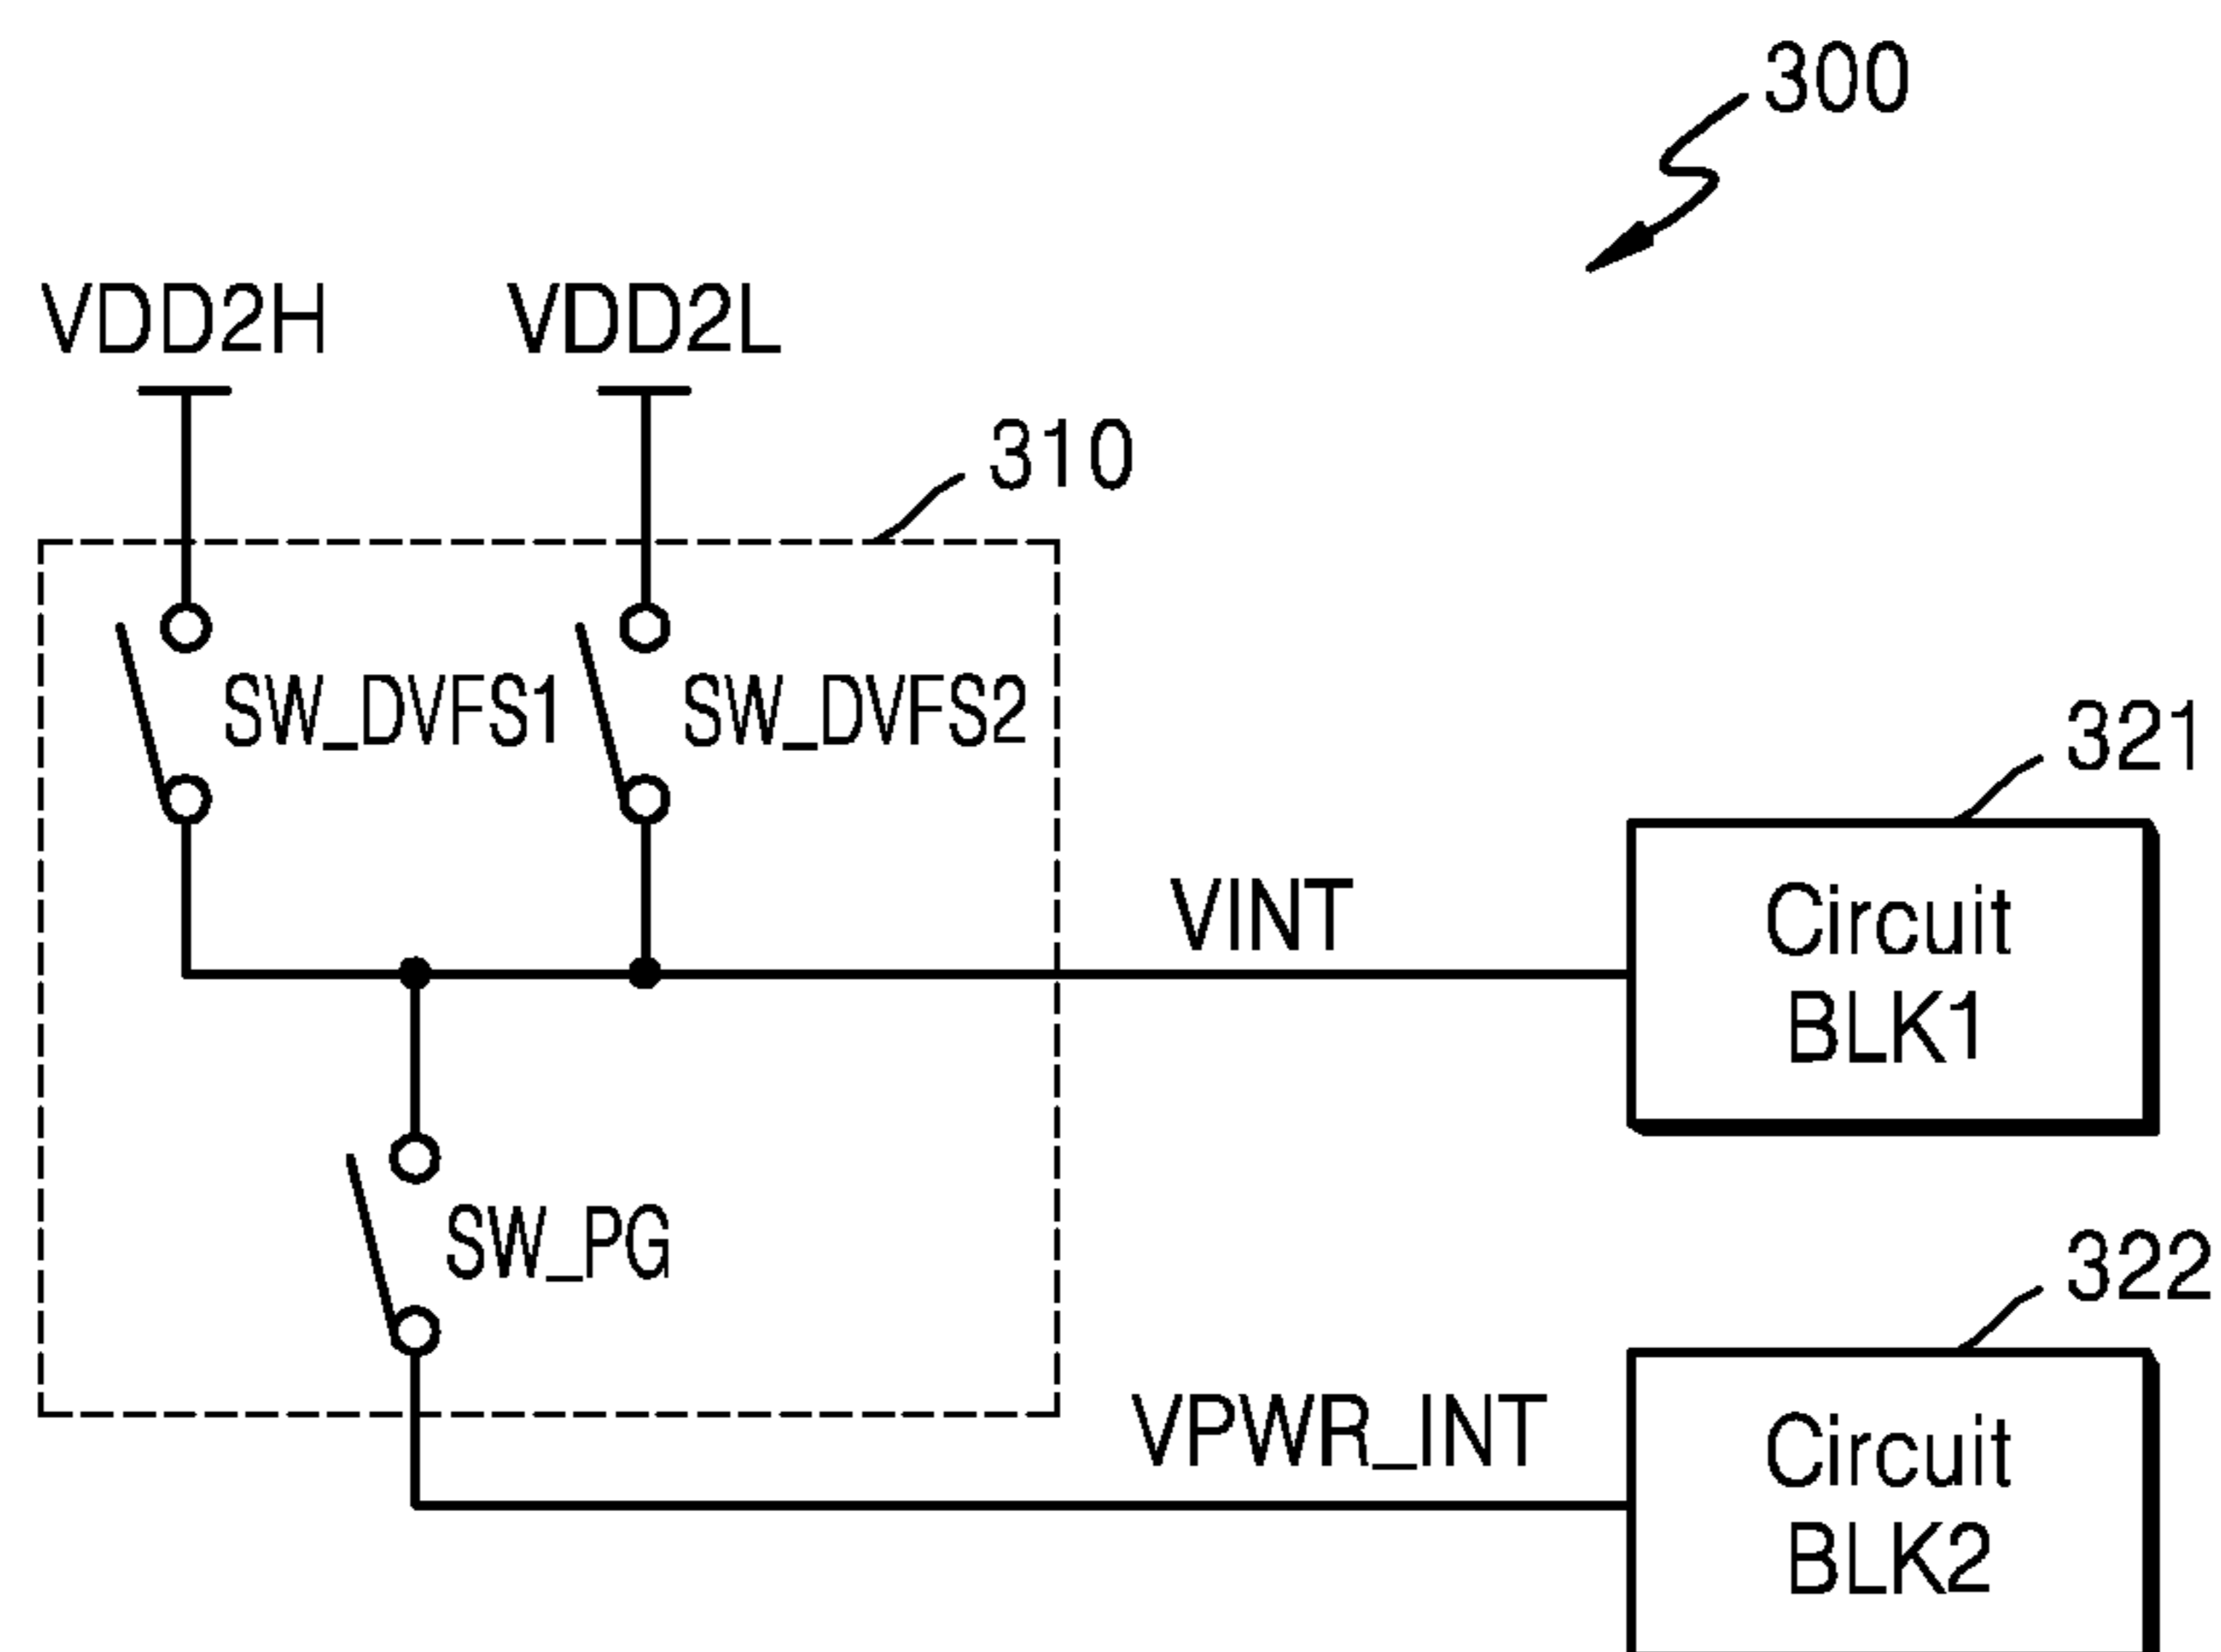 300
VDD2H
VDD2L
310
SW_DVFS1
SW_DVFS2
321
VINT
Circuit
BLK1
SW_PG
322
VPWR_INT
Circuit
BLK2